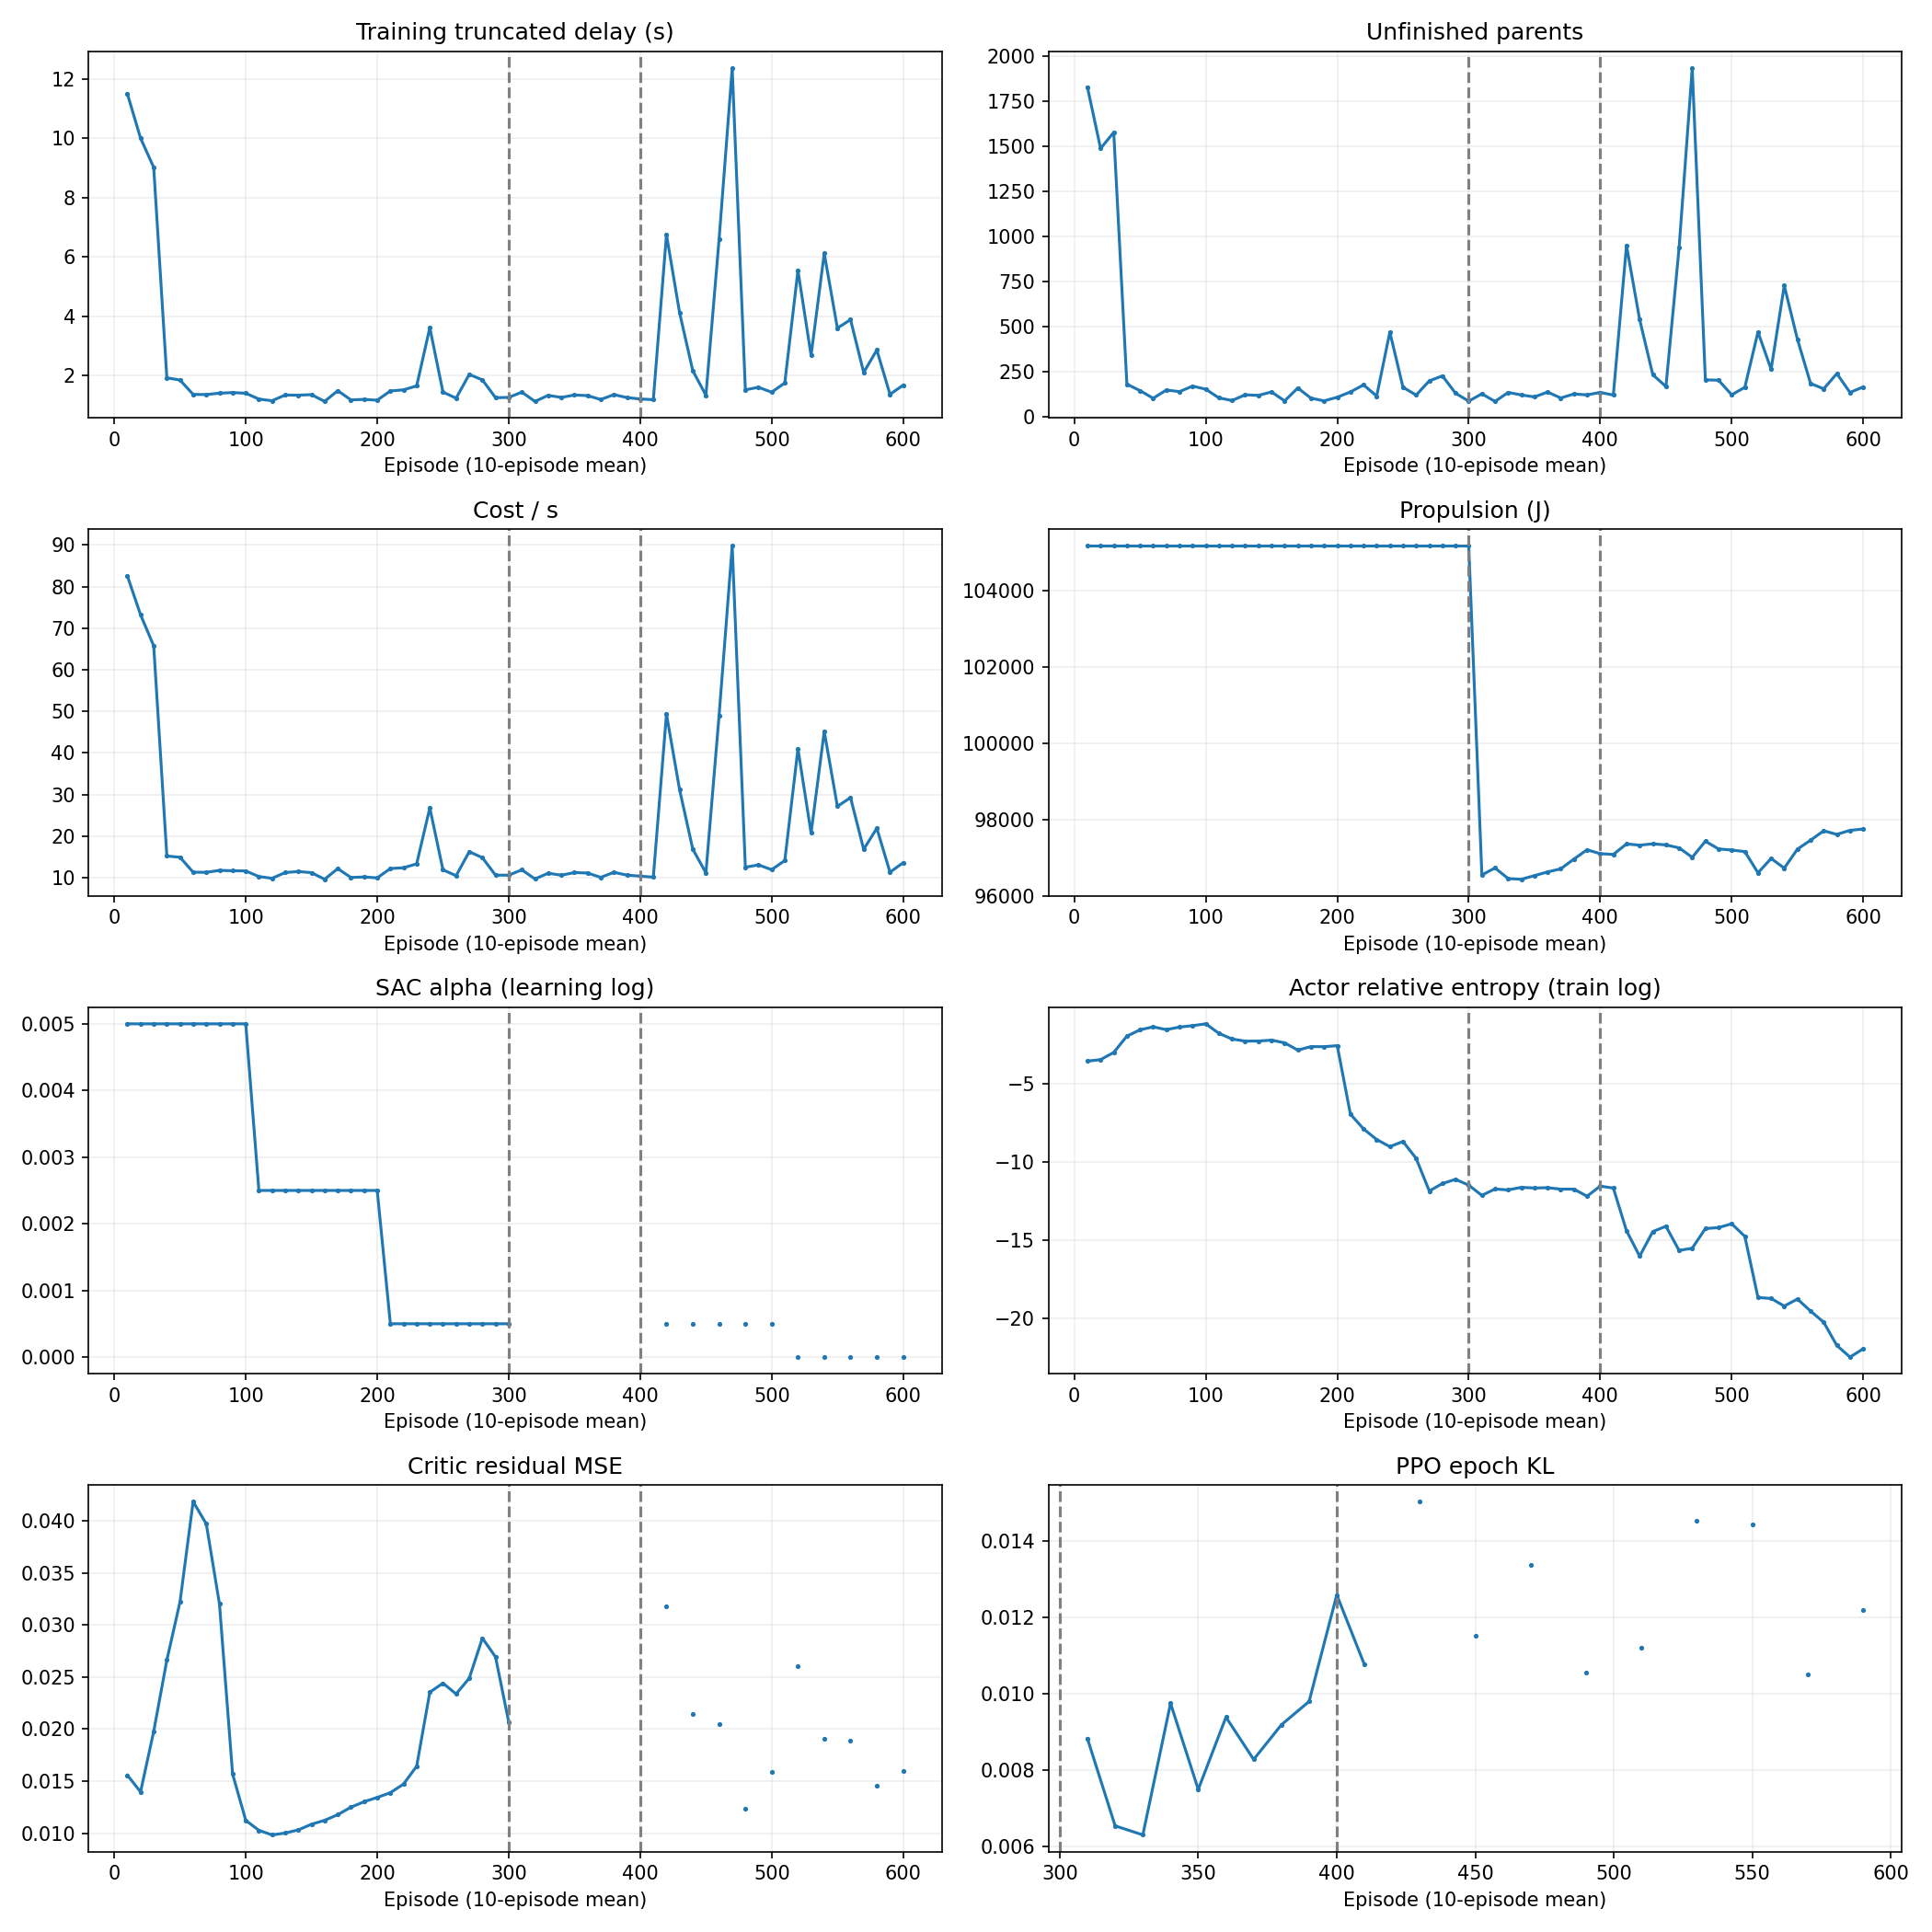 Training truncated delay (s)
12
10
8
6
4
2
0 100 200 300 400 500 600
Episode (10-episode mean)
Unfinished parents
2000
1750
1500
1250
1000
750
500
250
0
0 100 200 300 400 500 600
Episode (10-episode mean)
Cost / s
90
80
70
60
50
40
30
20
10
0 100 200 300 400 500 600
Episode (10-episode mean)
Propulsion (J)
104000
102000
100000
98000
96000
0 100 200 300 400 500 600
Episode (10-episode mean)
SAC alpha (learning log)
0.005
0.004
0.003
0.002
0.001
0.000
0 100 200 300 400 500 600
Episode (10-episode mean)
Actor relative entropy (train log)
−5
−10
−15
−20
0 100 200 300 400 500 600
Episode (10-episode mean)
Critic residual MSE
0.040
0.035
0.030
0.025
0.020
0.015
0.010
0 100 200 300 400 500 600
Episode (10-episode mean)
PPO epoch KL
0.014
0.012
0.010
0.008
0.006
300 350 400 450 500 550 600
Episode (10-episode mean)